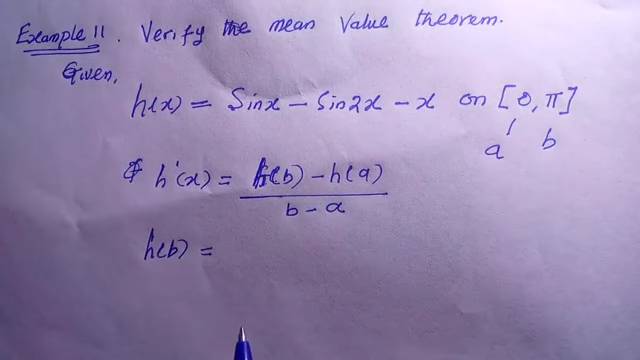 Example 11. Verify the mean value theorem.
Given,
h(x) = Sinx - Sin2x - x on [0, π]
a b
h'(x) = h(b) - h(a) / b - a
h(b) =